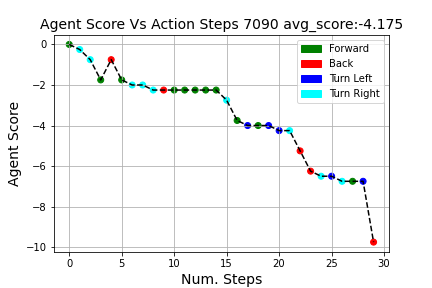 Agent Score Vs Action Steps 7090 avg_score:-4.175
Forward
Back
Turn Left
Turn Right
Agent Score
0
−2
−4
−6
−8
−10
0 5 10 15 20 25 30
Num. Steps